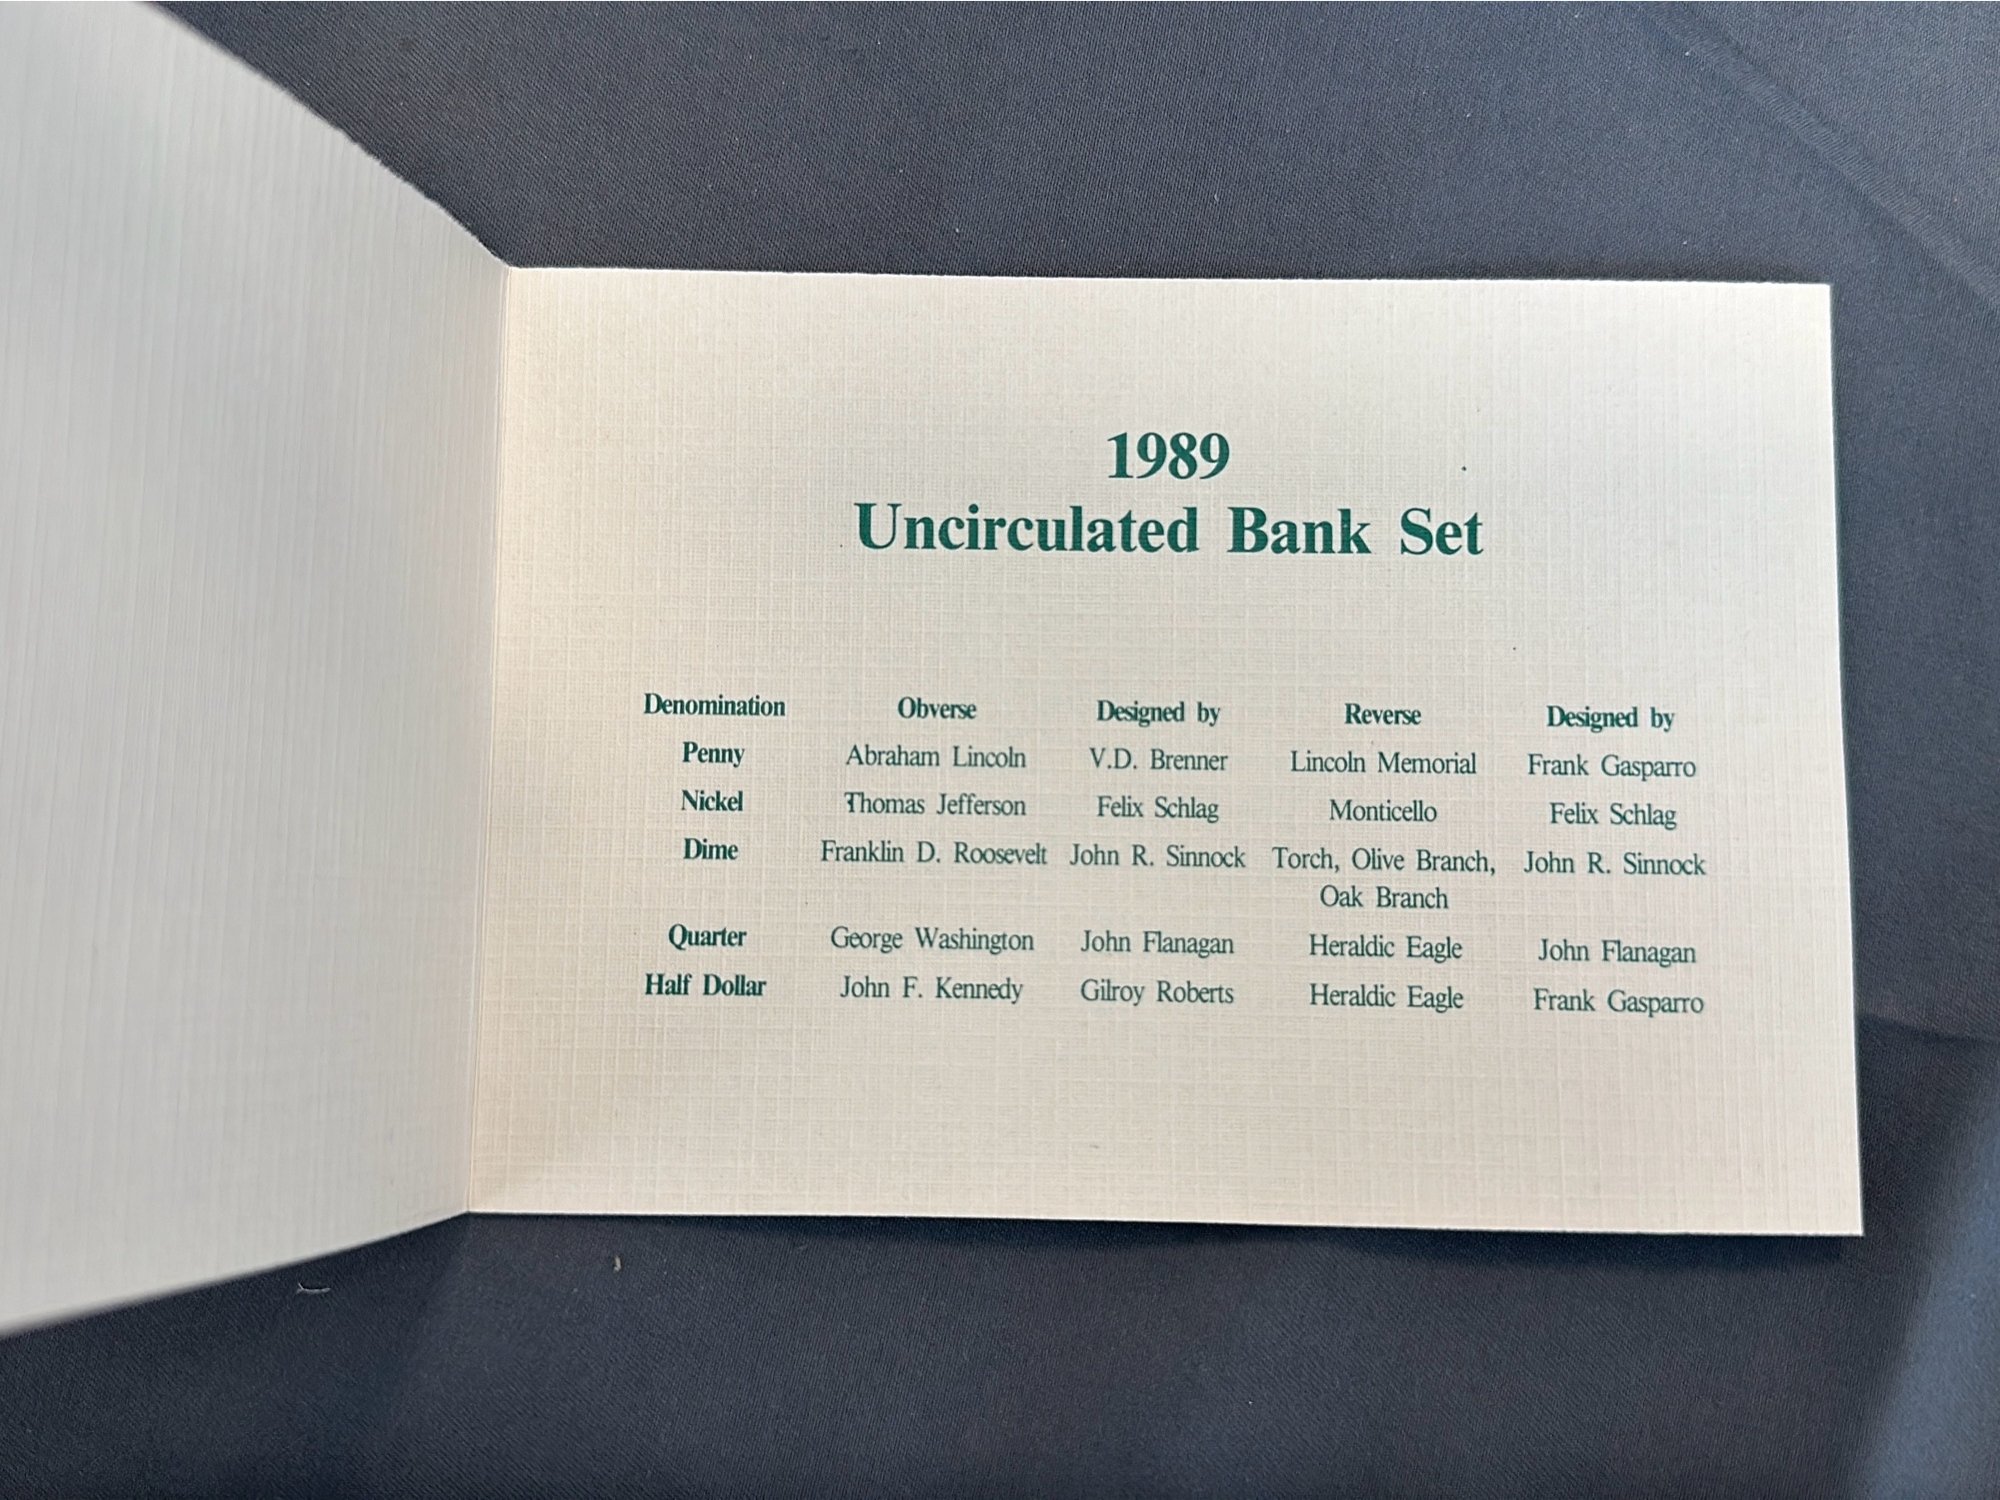 1989
Uncirculated Bank Set
Denomination Obverse Designed by Reverse Designed by
Penny Abraham Lincoln V.D. Brenner Lincoln Memorial Frank Gasparro
Nickel Thomas Jefferson Felix Schlag Monticello Felix Schlag
Dime Franklin D. Roosevelt John R. Sinnock Torch, Olive Branch, John R. Sinnock
Oak Branch
Quarter George Washington John Flanagan Heraldic Eagle John Flanagan
Half Dollar John F. Kennedy Gilroy Roberts Heraldic Eagle Frank Gasparro